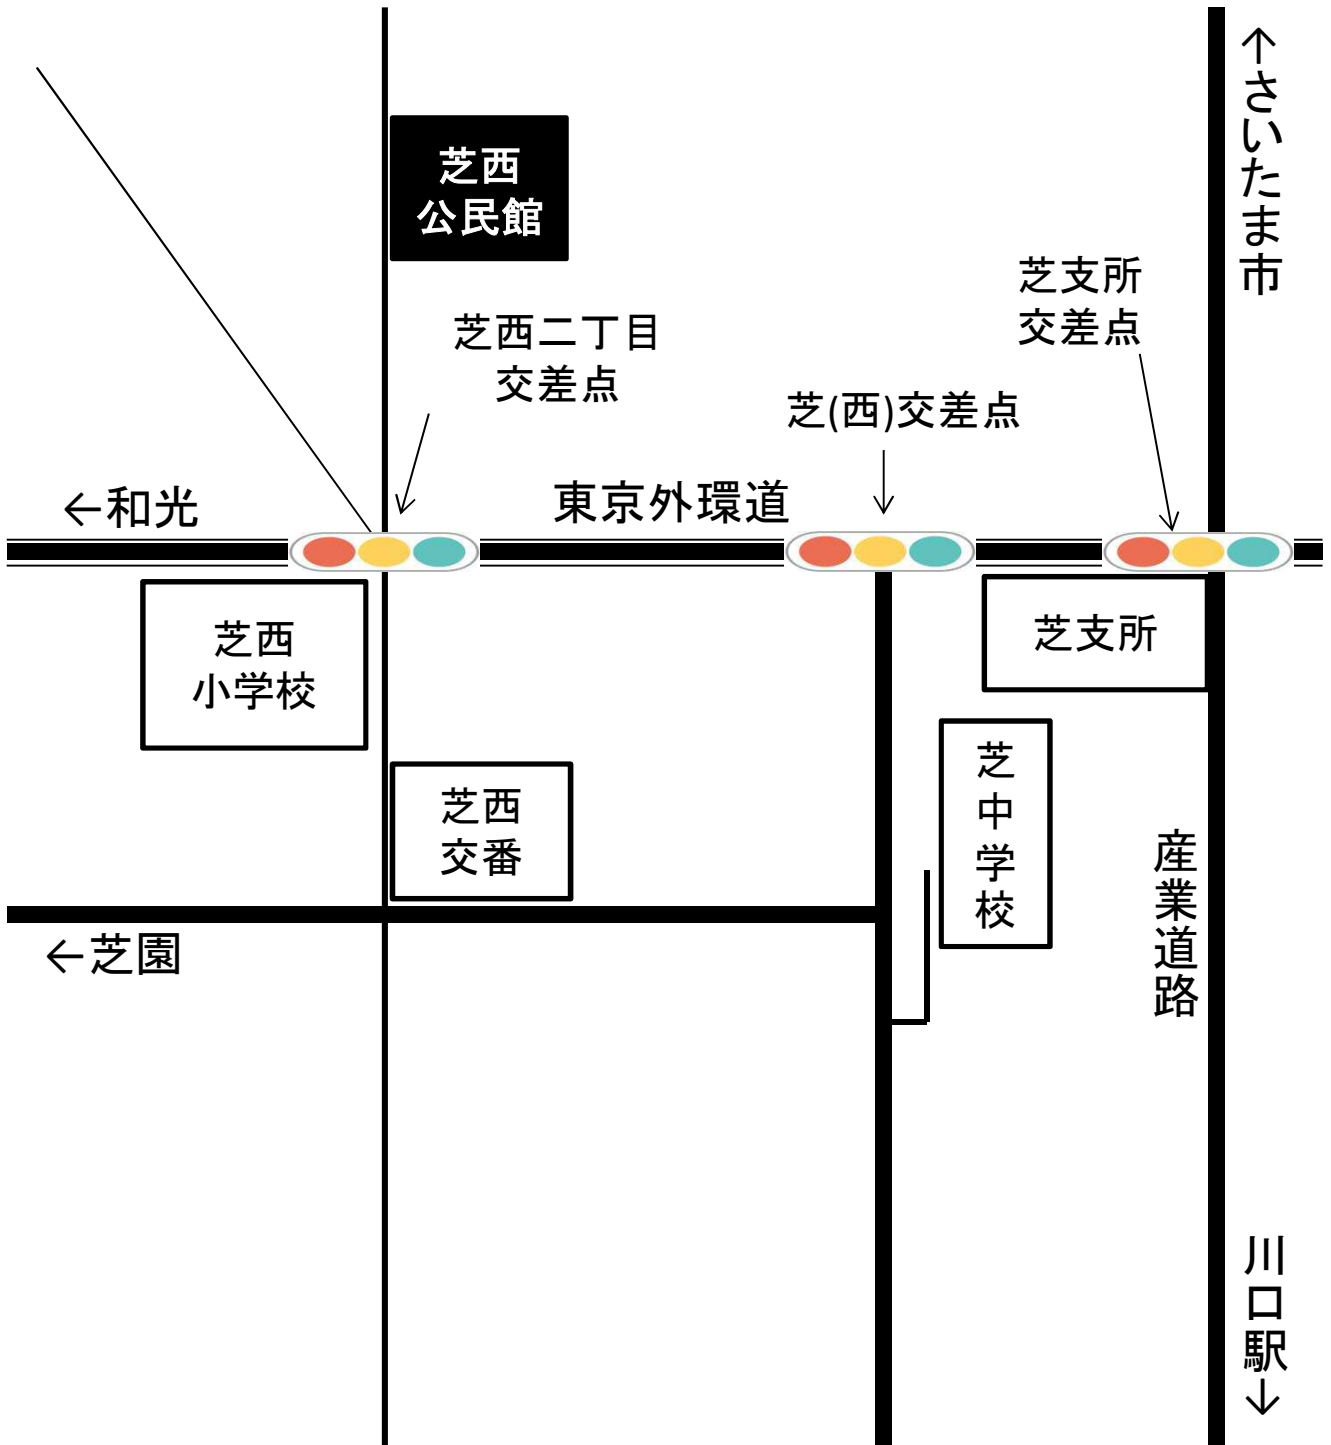 ↑さいたま市
芝西
公民館
芝支所
交差点
芝西二丁目
交差点
芝(西)交差点
←和光
東京外環道
芝西
小学校
芝支所
芝中学校
芝西
交番
産業道路
←芝園
川口駅↓